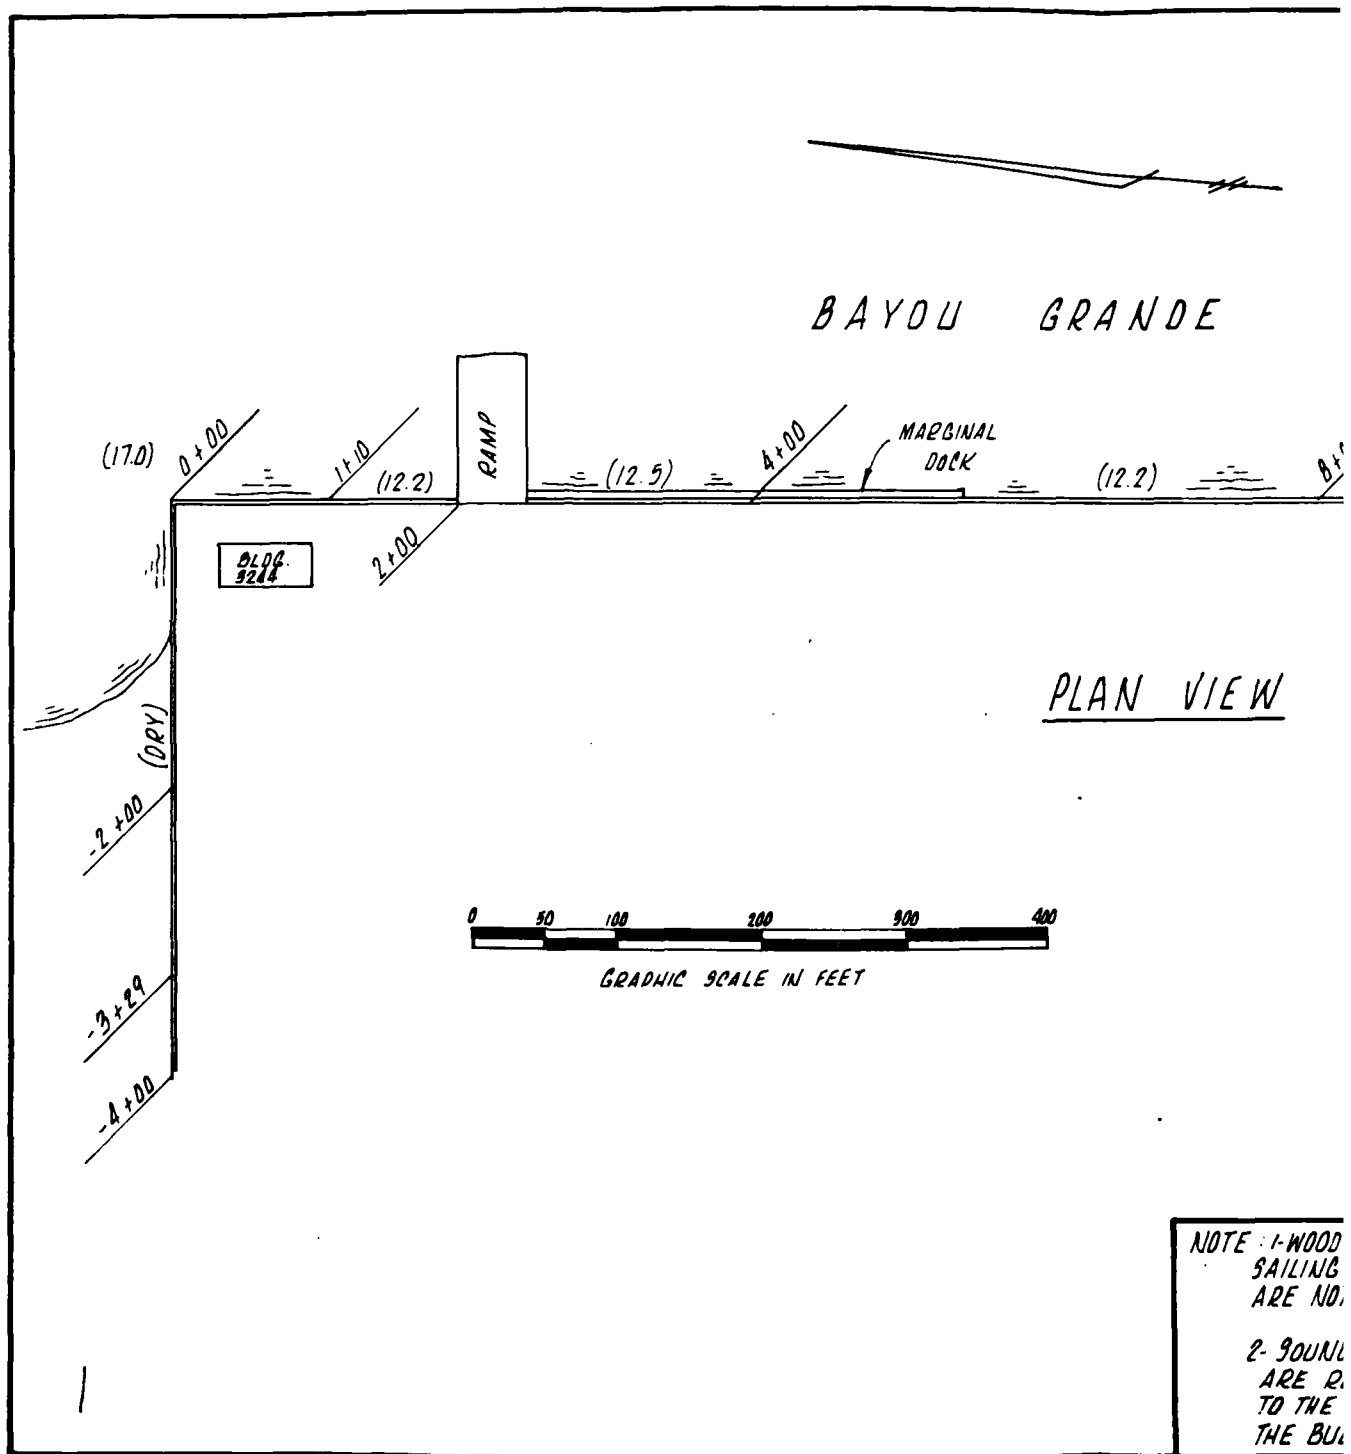 BAYOU GRANDE
(17.0)
0+00
1+10
(12.2)
RAMP
(12.5)
4+00
MARGINAL
DOCK
(12.2)
2+00
BLDG.
PLAN VIEW
(DRY)
-2+00
0 50 100 200 300 400
GRAPHIC SCALE IN FEET
-3+29
-4+00
NOTE : 1-WOOD
SAILING
ARE
2-
ARE
TO THE
THE